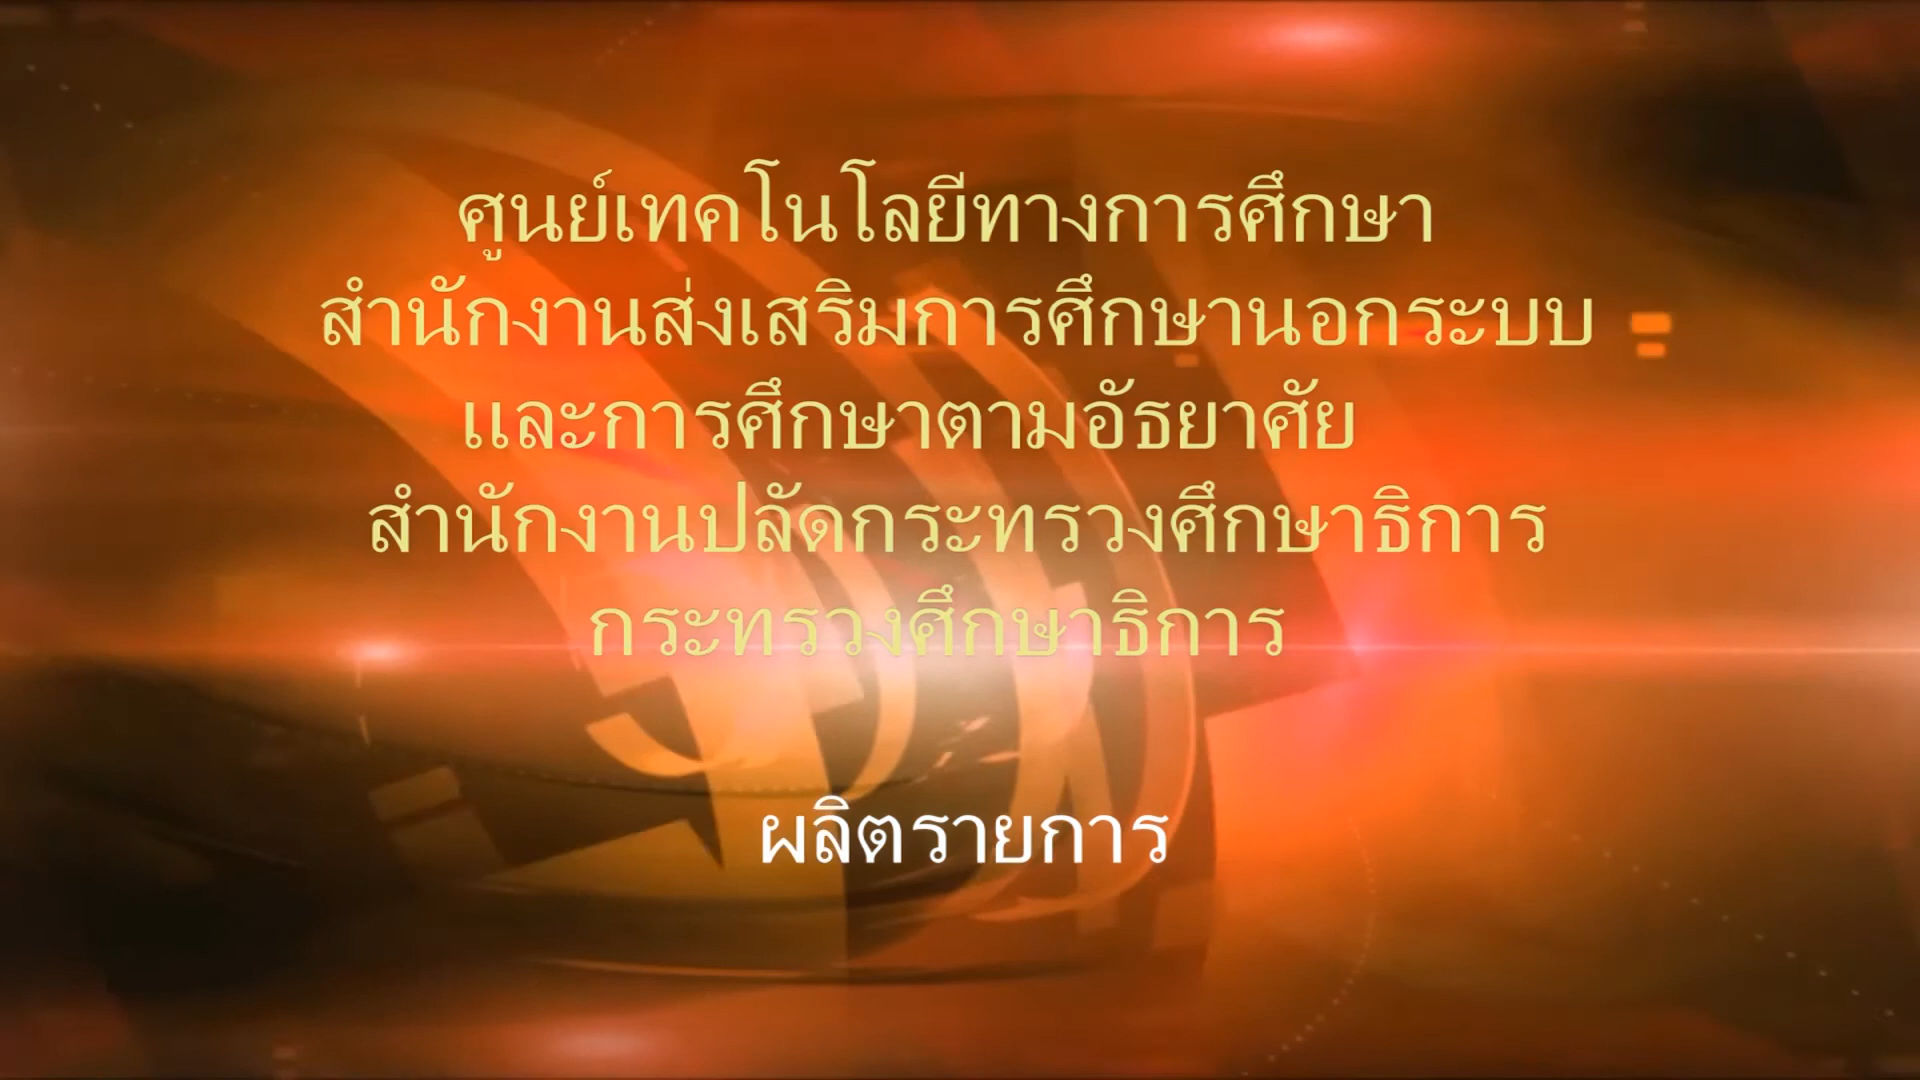 ศูนย์เทคโนโลยีทางการศึกษา
สำนักงานส่งเสริมการศึกษานอกระบบ
และการศึกษาตามอัธยาศัย
สำนักงานปลัดกระทรวงศึกษาธิการ
กระทรวงศึกษาธิการ
ผลิตรายการ